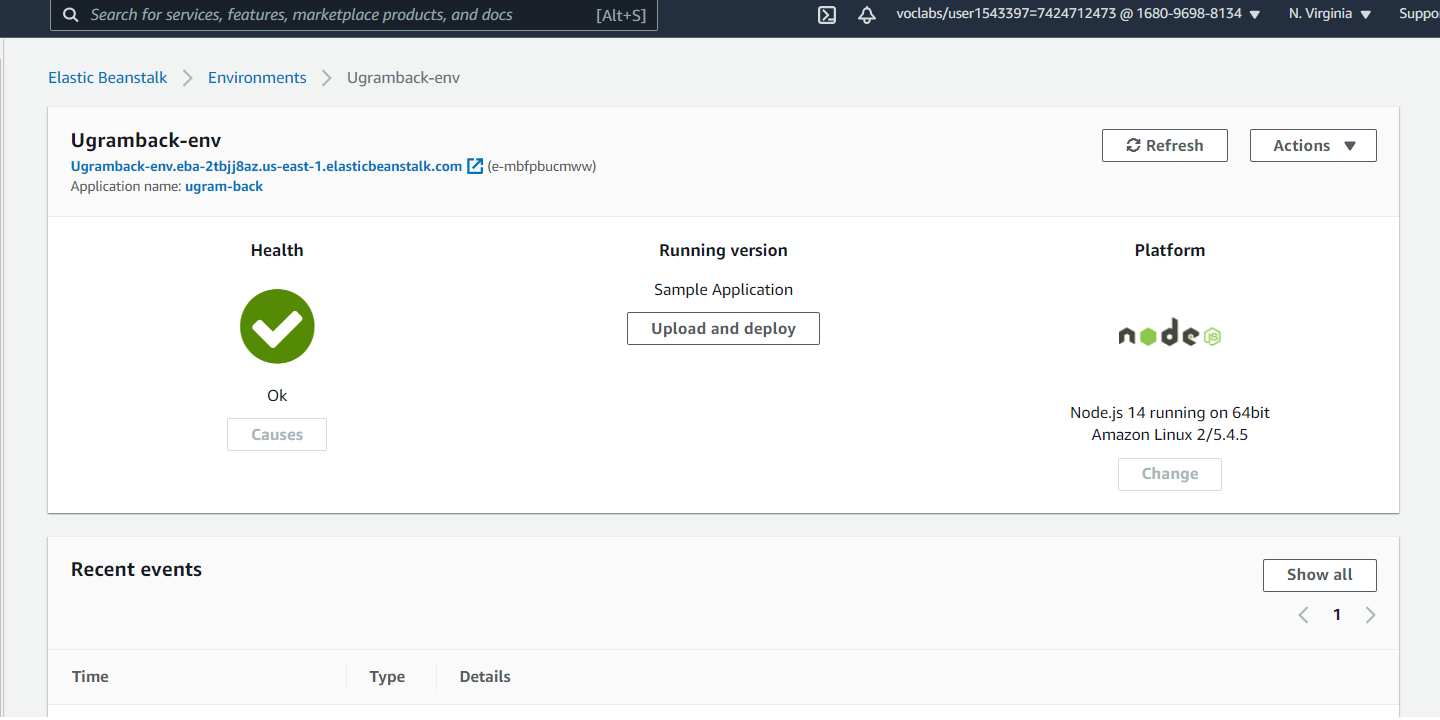 Search for services, features, marketplace products, and docs [Alt+S] voclabs/user1543397=7424712473 @ 1680-9698-8134 N. Virginia Suppo
Elastic Beanstalk Environments Ugramback-env
Ugramback-env
Refresh Actions
Ugramback-env.eba-2tbjj8az.us-east-1.elasticbeanstalk.com (e-mbfpbucmww)
Application name: ugram-back
Health Running version Platform
Sample Application
Upload and deploy
node JS
Ok
Causes
Node.js 14 running on 64bit
Amazon Linux 2/5.4.5
Change
Recent events
Show all
1
Time Type Details